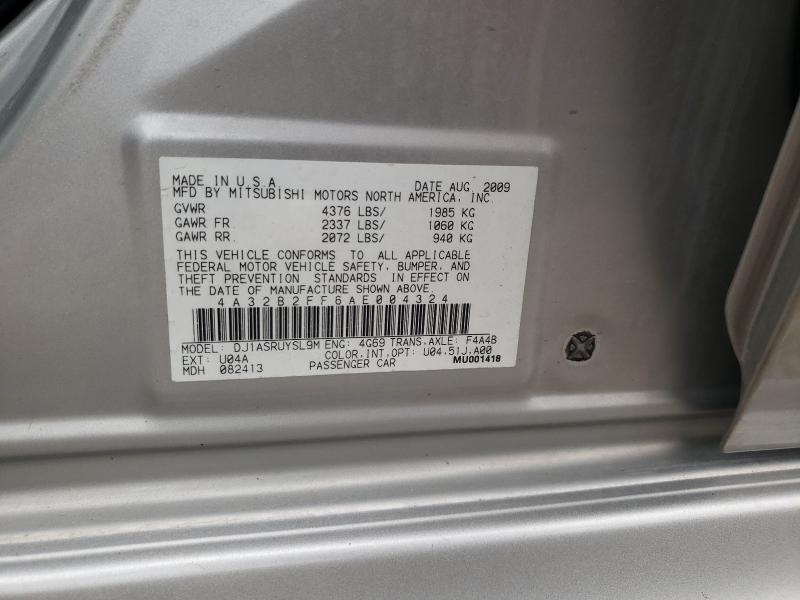 MADE IN U.S.A. DATE AUG. 2009
MFD BY MITSUBISHI MOTORS NORTH AMERICA, INC.
GVWR 4376 LBS/ 1985 KG
GAWR FR. 2337 LBS/ 1060 KG
GAWR RR. 2072 LBS/ 940 KG
THIS VEHICLE CONFORMS TO ALL APPLICABLE
FEDERAL MOTOR VEHICLE SAFETY, BUMPER, AND
THEFT PREVENTION STANDARDS IN EFFECT ON
THE DATE OF MANUFACTURE SHOWN ABOVE.
4A32B2FF6AE004324
MODEL: DJ1ASRUYSL9M ENG: 4G69 TRANS.AXLE: F4A4B
EXT: U04A COLOR,INT,OPT: U04.51J.A00
MDH 082413 PASSENGER CAR MU001418